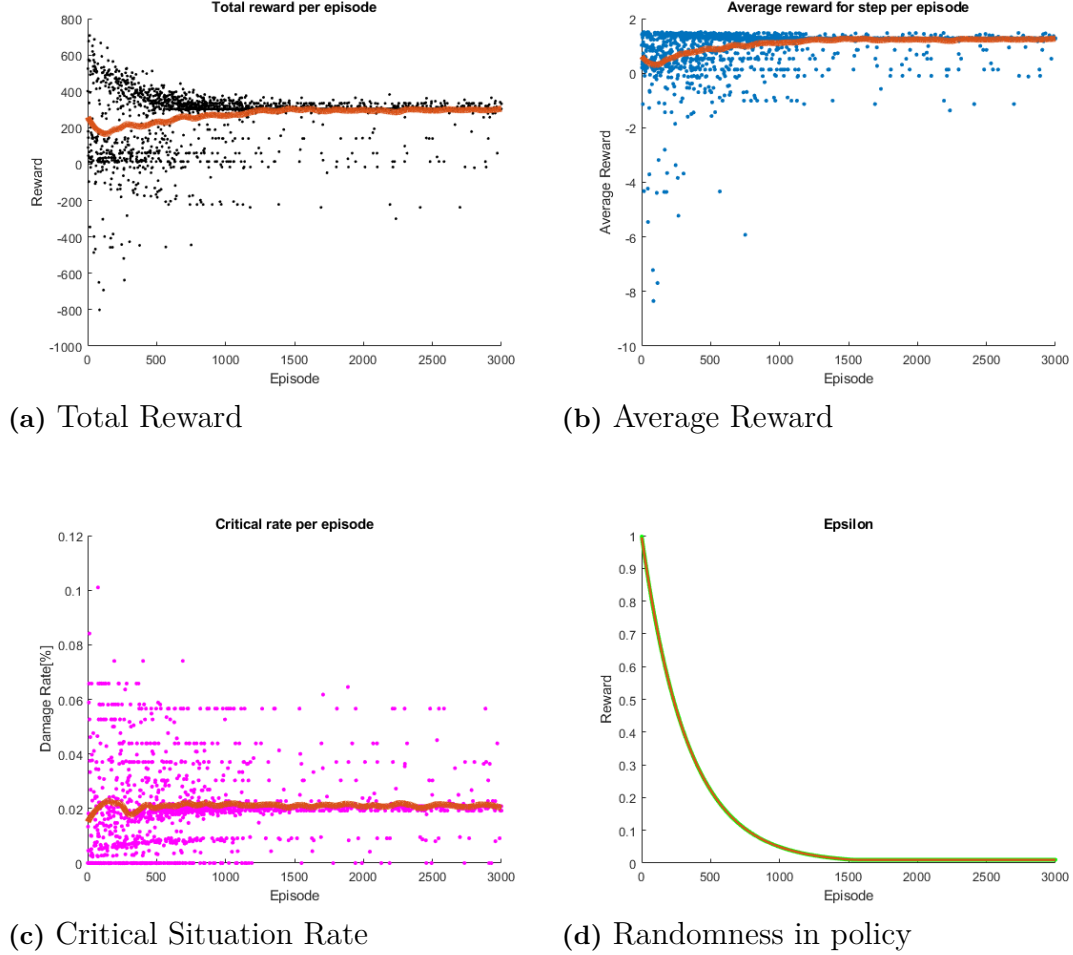 Total reward per episode
800
600
400
200
0
-200
-400
-600
-800
-1000
Reward
0 500 1000 1500 2000 2500 3000
Episode
(a) Total Reward
Average reward for step per episode
2
0
-2
-4
-6
-8
-10
Average Reward
0 500 1000 1500 2000 2500 3000
Episode
(b) Average Reward
Critical rate per episode
0.12
0.1
0.08
0.06
0.04
0.02
0
Damage Rate[%]
0 500 1000 1500 2000 2500 3000
Episode
(c) Critical Situation Rate
Epsilon
1
0.9
0.8
0.7
0.6
0.5
0.4
0.3
0.2
0.1
0
Reward
0 500 1000 1500 2000 2500 3000
Episode
(d) Randomness in policy